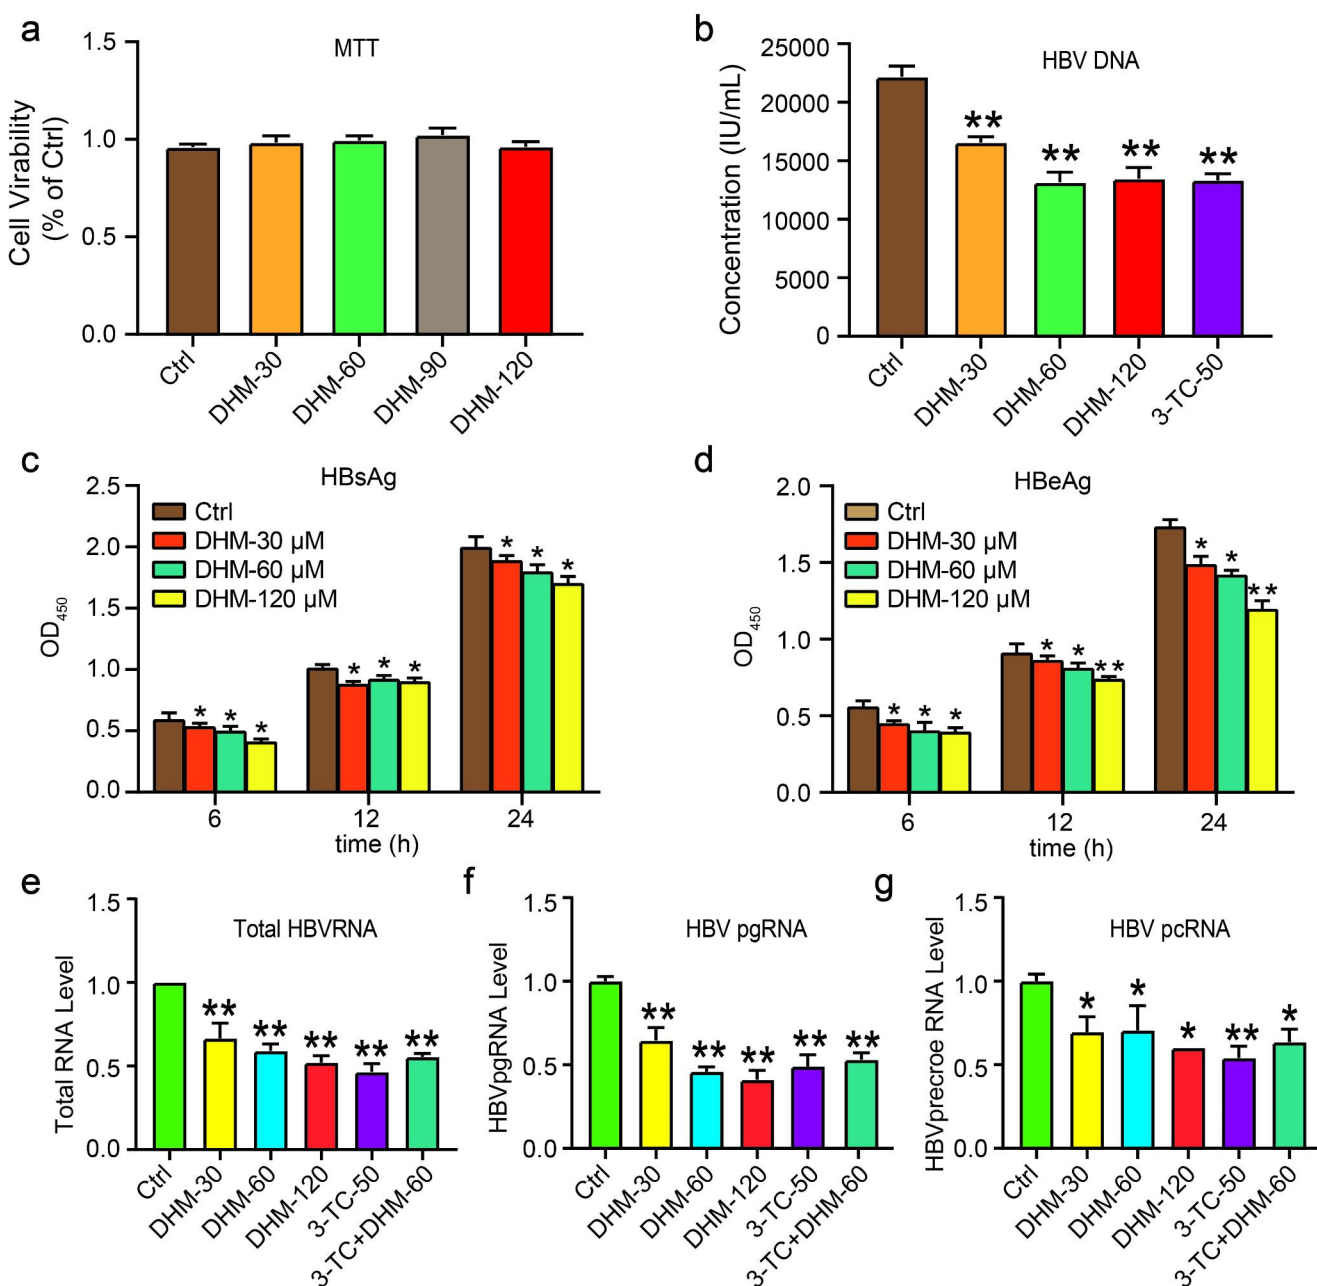 a
MTT
1.5
1.0
0.5
0.0
Cell Virability
(% of Ctrl)
Ctrl
DHM-30
DHM-60
DHM-90
DHM-120
b
HBV DNA
25000
20000
15000
10000
5000
0
Concentration (IU/mL)
** ** ** **
Ctrl
DHM-30
DHM-60
DHM-120
3-TC-50
c
HBsAg
2.5
2.0
1.5
1.0
0.5
0.0
OD450
Ctrl
DHM-30 μM
DHM-60 μM
DHM-120 μM
* * * * * * * * *
6 12 24
time (h)
d
HBeAg
2.0
1.5
1.0
0.5
0.0
OD450
Ctrl
DHM-30 μM
DHM-60 μM
DHM-120 μM
* * * * * ** * * **
6 12 24
time (h)
e
Total HBVRNA
1.5
1.0
0.5
0.0
Total RNA Level
** ** ** ** **
Ctrl
DHM-30
DHM-60
DHM-120
3-TC-50
3-TC+DHM-60
f
HBV pgRNA
1.5
1.0
0.5
0.0
HBVpgRNA Level
** ** ** ** **
Ctrl
DHM-30
DHM-60
DHM-120
3-TC-50
3-TC+DHM-60
g
HBV pcRNA
1.5
1.0
0.5
0.0
HBVprecroe RNA Level
* * * ** *
Ctrl
DHM-30
DHM-60
DHM-120
3-TC-50
3-TC+DHM-60